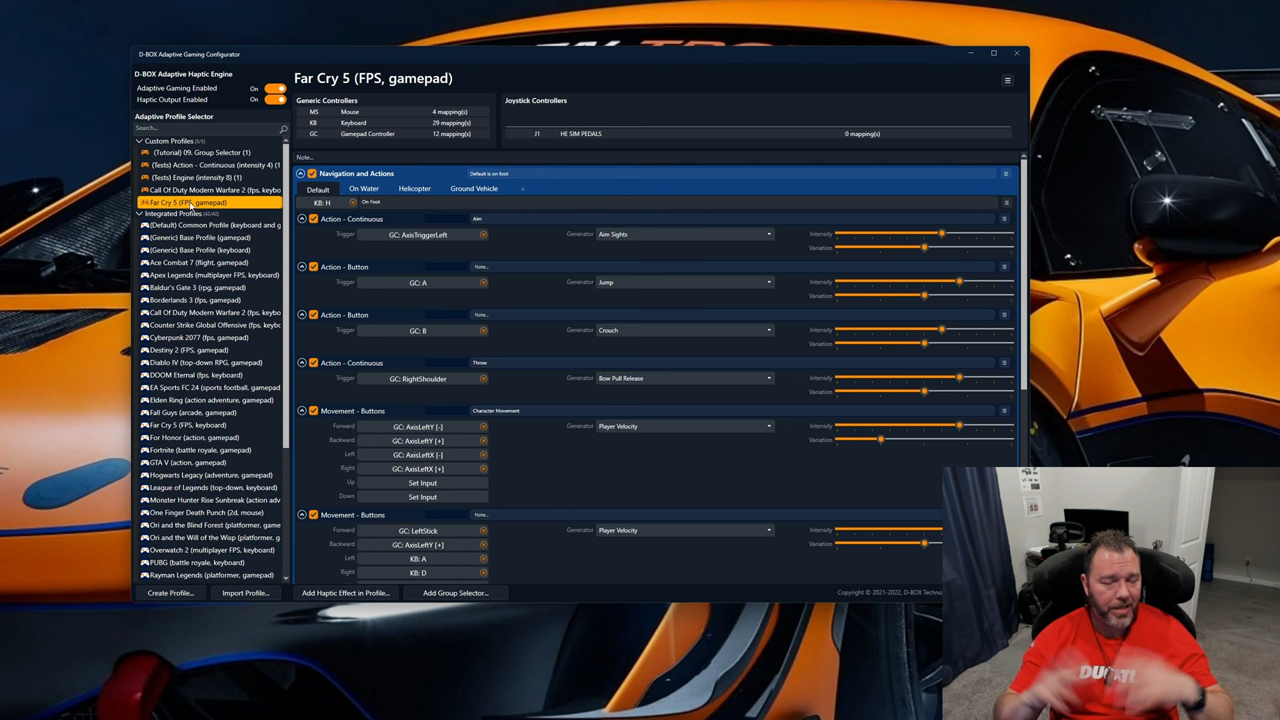 D-BOX Adaptive Gaming Configurator
D-BOX Adaptive Haptic Engine
Adaptive Gaming Enabled On
Haptic Output Enabled On
Adaptive Profile Selector
Search...
Custom Profiles (5/5)
(Tutorial) 09. Group Selector (1)
(Tests) Action - Continuous (intensity 4) (1
(Tests) Engine (intensity 8) (1)
Call Of Duty Modern Warfare 2 (fps, keybo
Far Cry 5 (FPS, gamepad)
Integrated Profiles (42/42)
(Default) Common Profile (keyboard and g
(Generic) Base Profile (gamepad)
(Generic) Base Profile (keyboard)
Ace Combat 7 (flight, gamepad)
Apex Legends (multiplayer FPS, keyboard)
Baldur's Gate 3 (rpg, gamepad)
Borderlands 3 (fps, gamepad)
Call Of Duty Modern Warfare 2 (fps, keybo
Counter Strike Global Offensive (fps, keybo
Cyberpunk 2077 (fps, gamepad)
Destiny 2 (FPS, gamepad)
Diablo IV (top-down RPG, gamepad)
DOOM Eternal (fps, keyboard)
EA Sports FC 24 (sports football, gamepad
Elden Ring (action adventure, gamepad)
Fall Guys (arcade, gamepad)
Far Cry 5 (FPS, keyboard)
For Honor (action, gamepad)
Fortnite (battle royale, gamepad)
GTA V (action, gamepad)
Hogwarts Legacy (adventure, gamepad)
League of Legends (top-down, keyboard)
Monster Hunter Rise Sunbreak (action adv
One Finger Death Punch (2d, mouse)
Ori and the Blind Forest (platformer, game
Ori and the Will of the Wisp (platformer, g
Overwatch 2 (multiplayer FPS, keyboard)
PUBG (battle royale, keyboard)
Rayman Legends (platformer, gamepad)
Create Profile... Import Profile...
Far Cry 5 (FPS, gamepad)
Generic Controllers
MS Mouse 4 mapping(s)
KB Keyboard 29 mapping(s)
GC Gamepad Controller 12 mapping(s)
Joystick Controllers
J1 HE SIM PEDALS 0 mapping(s)
Note...
Navigation and Actions Default is on foot
Default On Water Helicopter Ground Vehicle +
KB: H On Foot
Action - Continuous Aim
Trigger GC: AxisTriggerLeft Generator Aim Sights Intensity
Variation
Action - Button Note...
Trigger GC: A Generator Jump Intensity
Variation
Action - Button Note...
Trigger GC: B Generator Crouch Intensity
Variation
Action - Continuous Throw
Trigger GC: RightShoulder Generator Bow Pull Release Intensity
Variation
Movement - Buttons Character Movement
Forward GC: AxisLeftY [-] Generator Player Velocity Intensity
Backward GC: AxisLeftY [+] Variation
Left GC: AxisLeftX [-]
Right GC: AxisLeftX [+]
Up Set Input
Down Set Input
Movement - Buttons Note...
Forward GC: LeftStick Generator Player Velocity Intensity
Backward GC: AxisLeftY [+] Variation
Left KB: A
Right KB: D
Add Haptic Effect in Profile... Add Group Selector...
Copyright © 2021-2022, D-BOX Techno
DUCATI